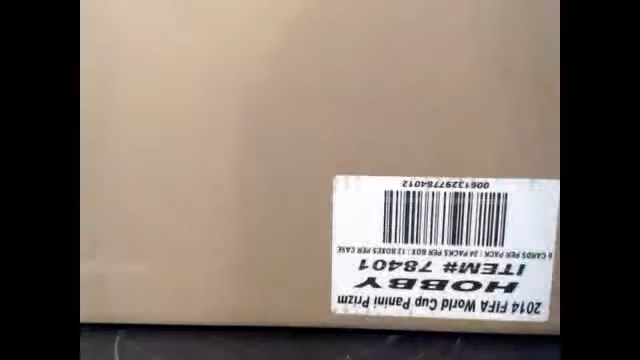 2014 FIFA World Cup Panini Prizm
HOBBY
ITEM# 78401
6 CARDS PER PACK / 24 PACKS PER BOX / 12 BOXES PER CASE
00613297784012